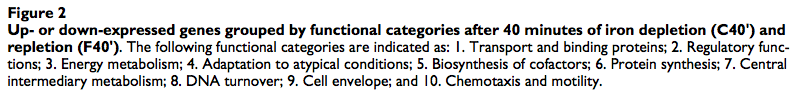 Figure 2
Up- or down-expressed genes grouped by functional categories after 40 minutes of iron depletion (C40') and
repletion (F40'). The following functional categories are indicated as: 1. Transport and binding proteins; 2. Regulatory func-
tions; 3. Energy metabolism; 4. Adaptation to atypical conditions; 5. Biosynthesis of cofactors; 6. Protein synthesis; 7. Central
intermediary metabolism; 8. DNA turnover; 9. Cell envelope; and 10. Chemotaxis and motility.